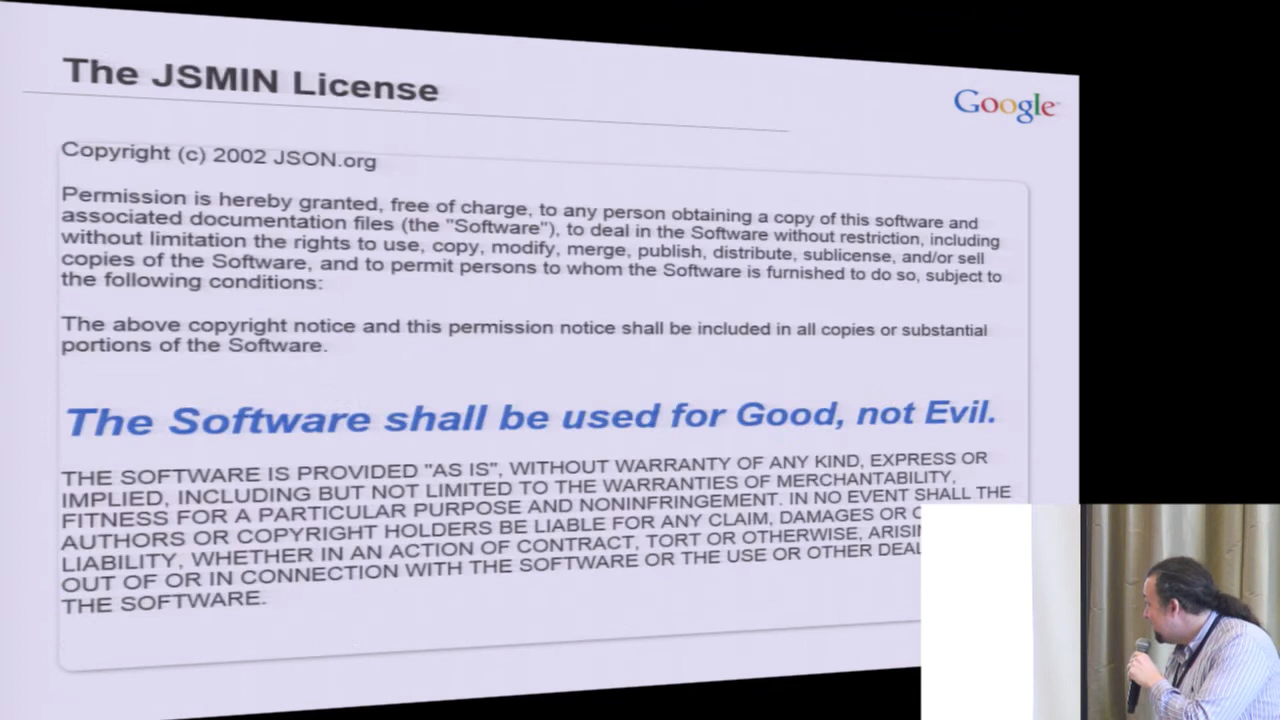 The JSMIN License
Google
Copyright (c) 2002 JSON.org
Permission is hereby granted, free of charge, to any person obtaining a copy of this software and
associated documentation files (the "Software"), to deal in the Software without restriction, including
without limitation the rights to use, copy, modify, merge, publish, distribute, sublicense, and/or sell
copies of the Software, and to permit persons to whom the Software is furnished to do so, subject to
the following conditions:
The above copyright notice and this permission notice shall be included in all copies or substantial
portions of the Software.
The Software shall be used for Good, not Evil.
THE SOFTWARE IS PROVIDED "AS IS", WITHOUT WARRANTY OF ANY KIND, EXPRESS OR
IMPLIED, INCLUDING BUT NOT LIMITED TO THE WARRANTIES OF MERCHANTABILITY,
FITNESS FOR A PARTICULAR PURPOSE AND NONINFRINGEMENT. IN NO EVENT SHALL THE
AUTHORS OR COPYRIGHT HOLDERS BE LIABLE FOR ANY CLAIM, DAMAGES OR
LIABILITY, WHETHER IN AN ACTION OF CONTRACT, TORT OR OTHERWISE,
OUT OF OR IN CONNECTION WITH THE SOFTWARE OR THE USE OR OTHER
THE SOFTWARE.